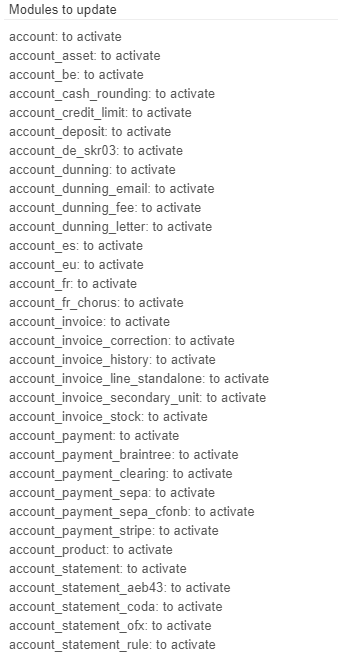 Modules to update
account: to activate
account_asset: to activate
account_be: to activate
account_cash_rounding: to activate
account_credit_limit: to activate
account_deposit: to activate
account_de_skr03: to activate
account_dunning: to activate
account_dunning_email: to activate
account_dunning_fee: to activate
account_dunning_letter: to activate
account_es: to activate
account_eu: to activate
account_fr: to activate
account_fr_chorus: to activate
account_invoice: to activate
account_invoice_correction: to activate
account_invoice_history: to activate
account_invoice_line_standalone: to activate
account_invoice_secondary_unit: to activate
account_invoice_stock: to activate
account_payment: to activate
account_payment_braintree: to activate
account_payment_clearing: to activate
account_payment_sepa: to activate
account_payment_sepa_cfonb: to activate
account_payment_stripe: to activate
account_product: to activate
account_statement: to activate
account_statement_aeb43: to activate
account_statement_coda: to activate
account_statement_ofx: to activate
account_statement_rule: to activate